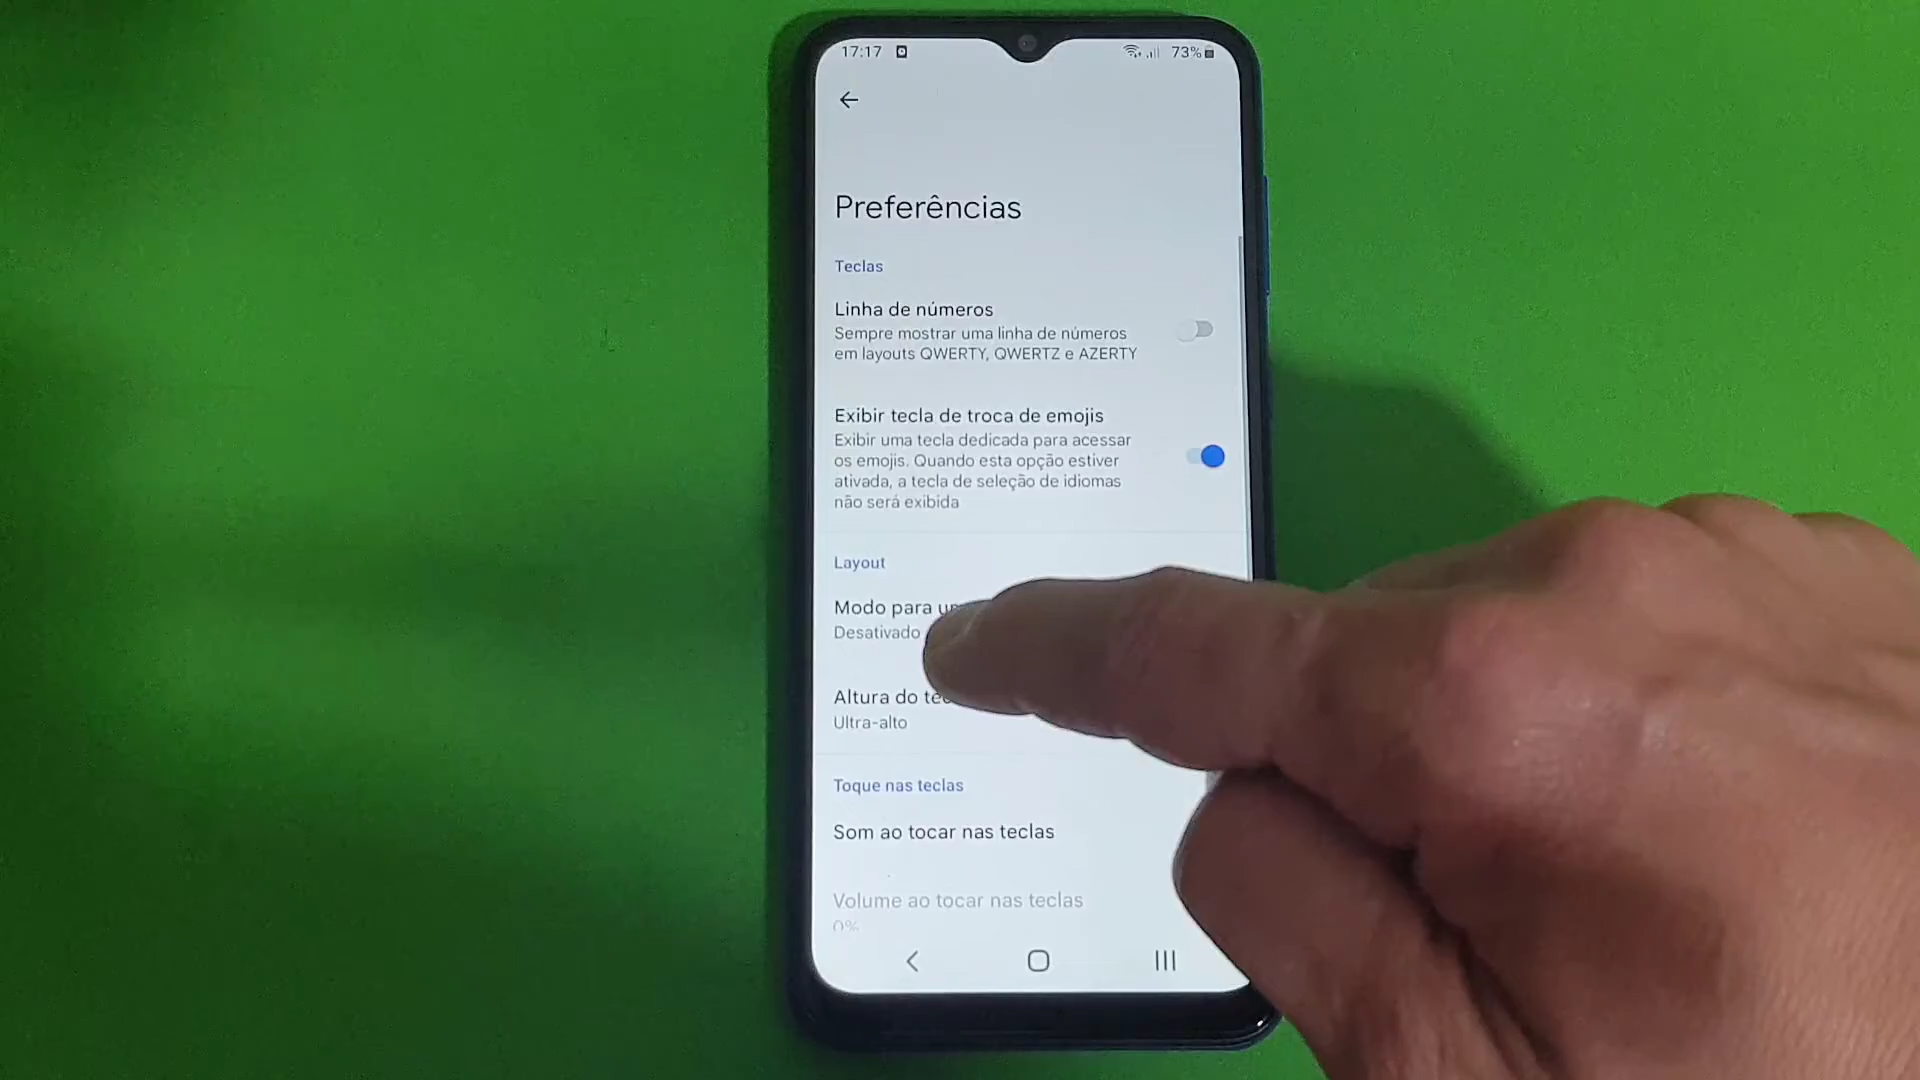 17:17 73%
Preferências
Teclas
Linha de números
Sempre mostrar uma linha de números
em layouts QWERTY, QWERTZ e AZERTY
Exibir tecla de troca de emojis
Exibir uma tecla dedicada para acessar
os emojis. Quando esta opção estiver
ativada, a tecla de seleção de idiomas
não será exibida
Layout
Modo para
Desativado
Altura do
Ultra-alto
Toque nas teclas
Som ao tocar nas teclas
Volume ao tocar nas teclas
0%